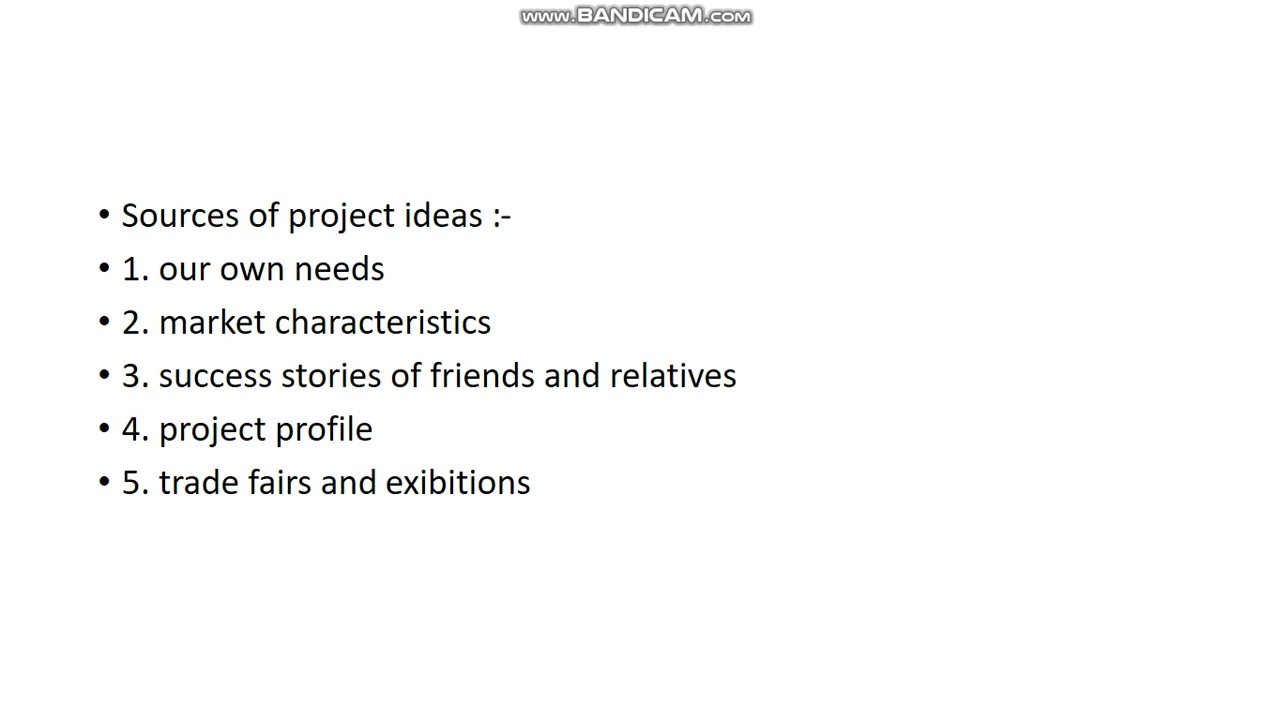 www.BANDICAM.com
• Sources of project ideas :-
• 1. our own needs
• 2. market characteristics
• 3. success stories of friends and relatives
• 4. project profile
• 5. trade fairs and exibitions